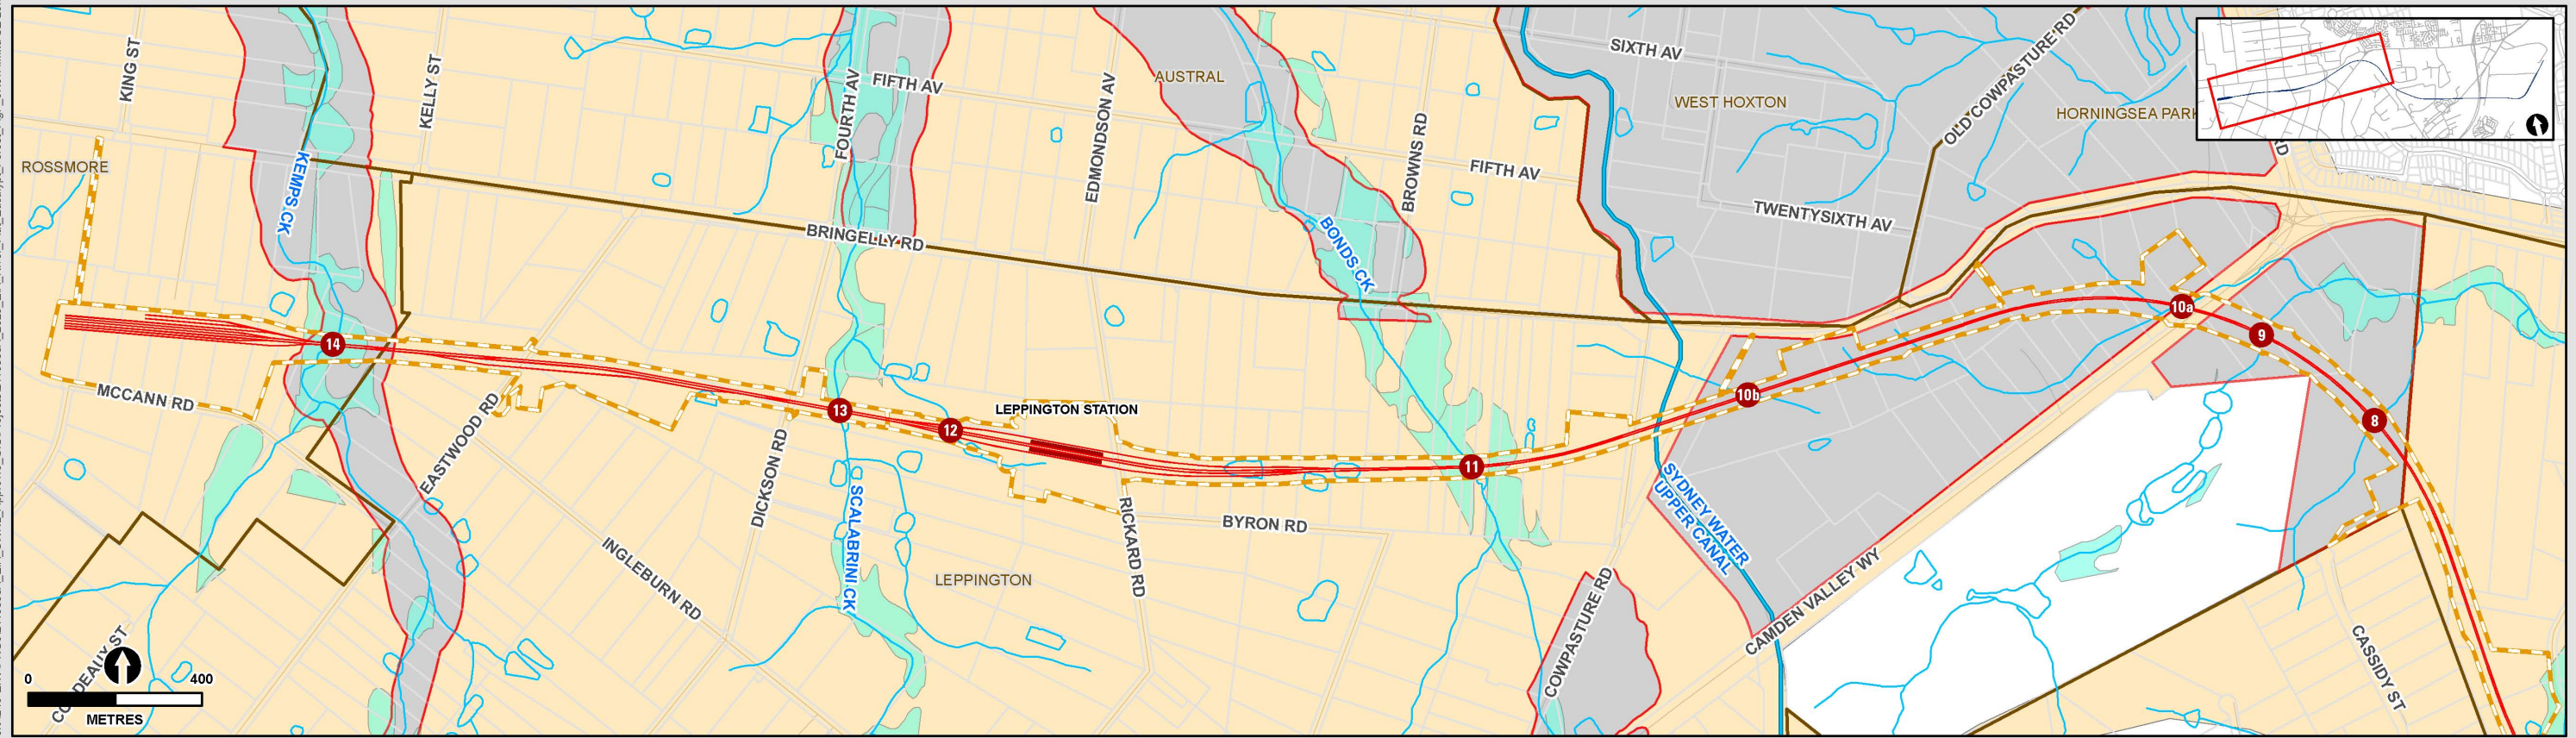 KING ST
KELLY ST
ROSSMORE
KEMPS CK
FOURTH AV
FIFTH AV
EDMONDSON AV
AUSTRAL
BROWNS RD
FIFTH AV
SIXTH AV
WEST HOXTON
OLD COWPASTURE RD
HORNINGSEA PARK
RD
TWENTYSIXTH AV
BRINGELLY RD
BONDS CK
10a
9
14
8
10b
MCCANN RD
EASTWOOD RD
13
12
LEPPINGTON STATION
11
DICKSON RD
SCALABRINI CK
RICKARD RD
BYRON RD
SYDNEY WATER
UPPER CANAL
INGLEBURN RD
LEPPINGTON
COWPASTURE RD
CAMDEN VALLEY WY
CASSIDY ST
DEAUX ST
0 400
METRES